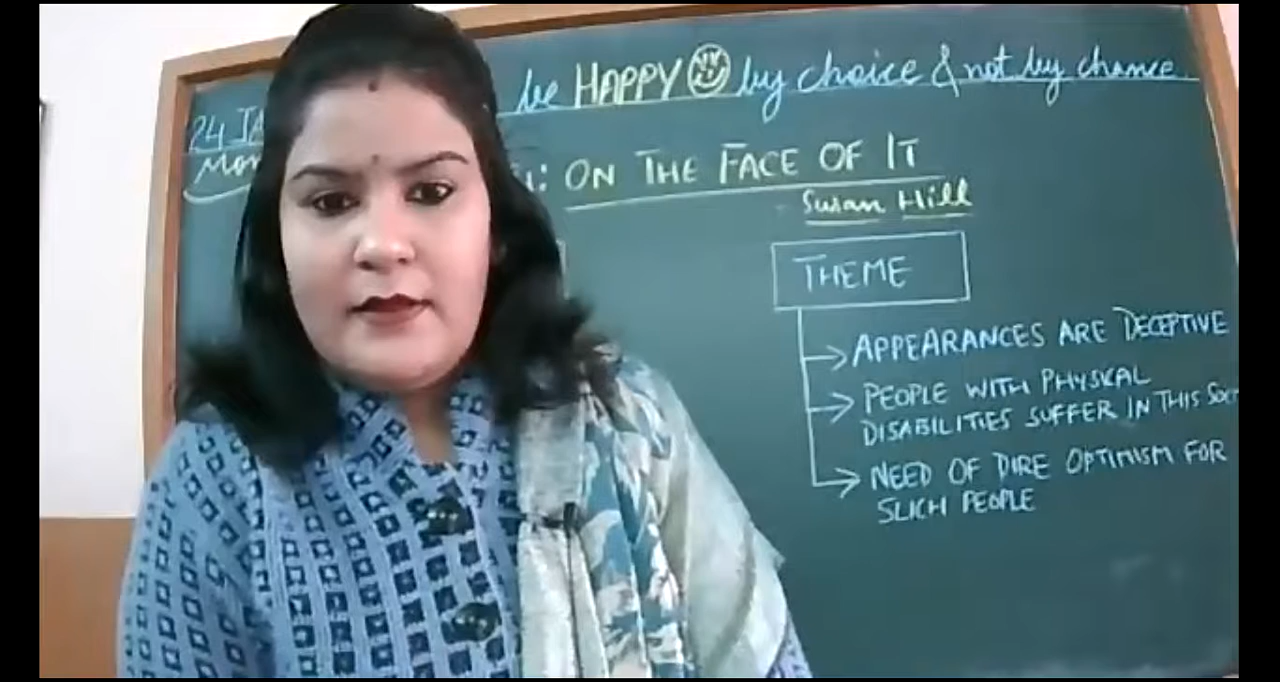 be HAPPY by choice & not by chance
24 JA
Mon
: ON THE FACE OF IT
Susan Hill
THEME
APPEARANCES ARE DECEPTIVE
PEOPLE WITH PHYSICAL
DISABILITIES SUFFER IN THIS
NEED OF DIRE OPTIMISM FOR
SUCH PEOPLE